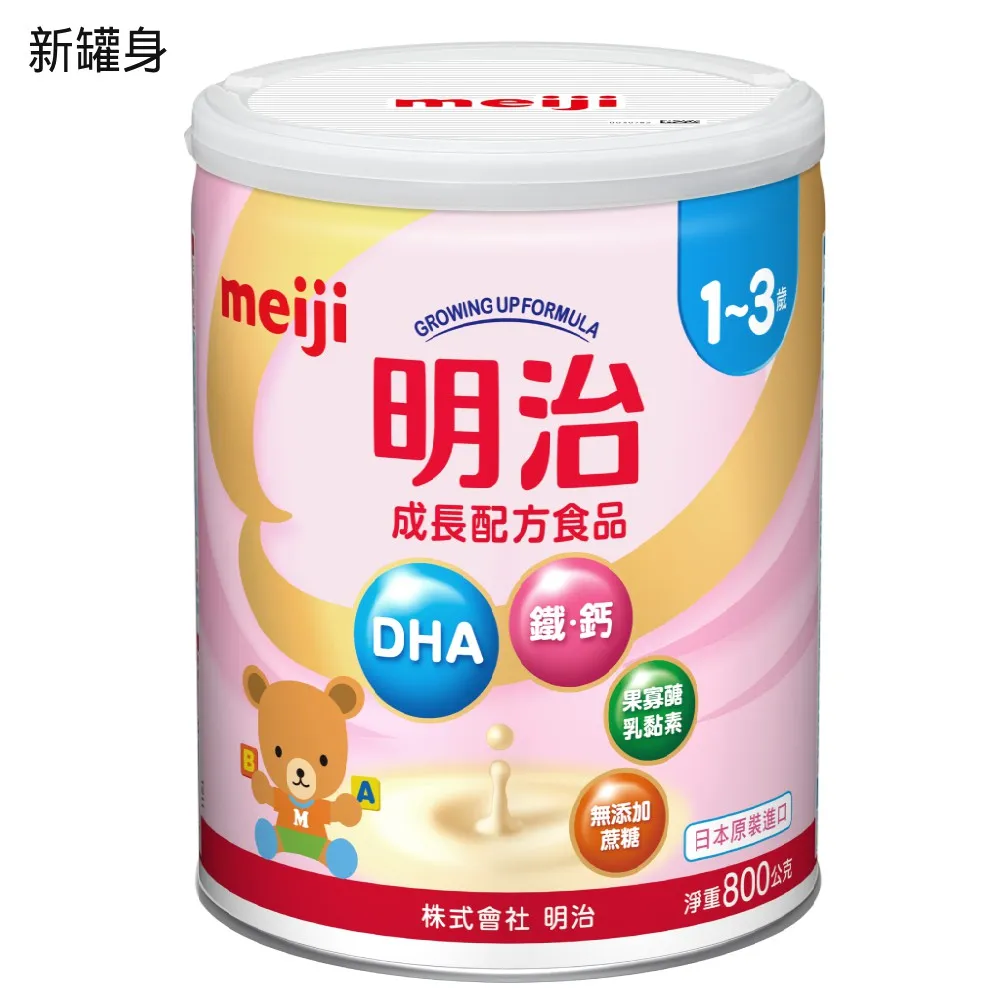 新罐身
meiji
meiji
GROWING UP FORMULA
1~3歲
明治
成長配方食品
DHA
鐵·鈣
果寡醣
乳黏素
B
A
M
無添加
蔗糖
日本原裝進口
淨重800公克
株式會社 明治